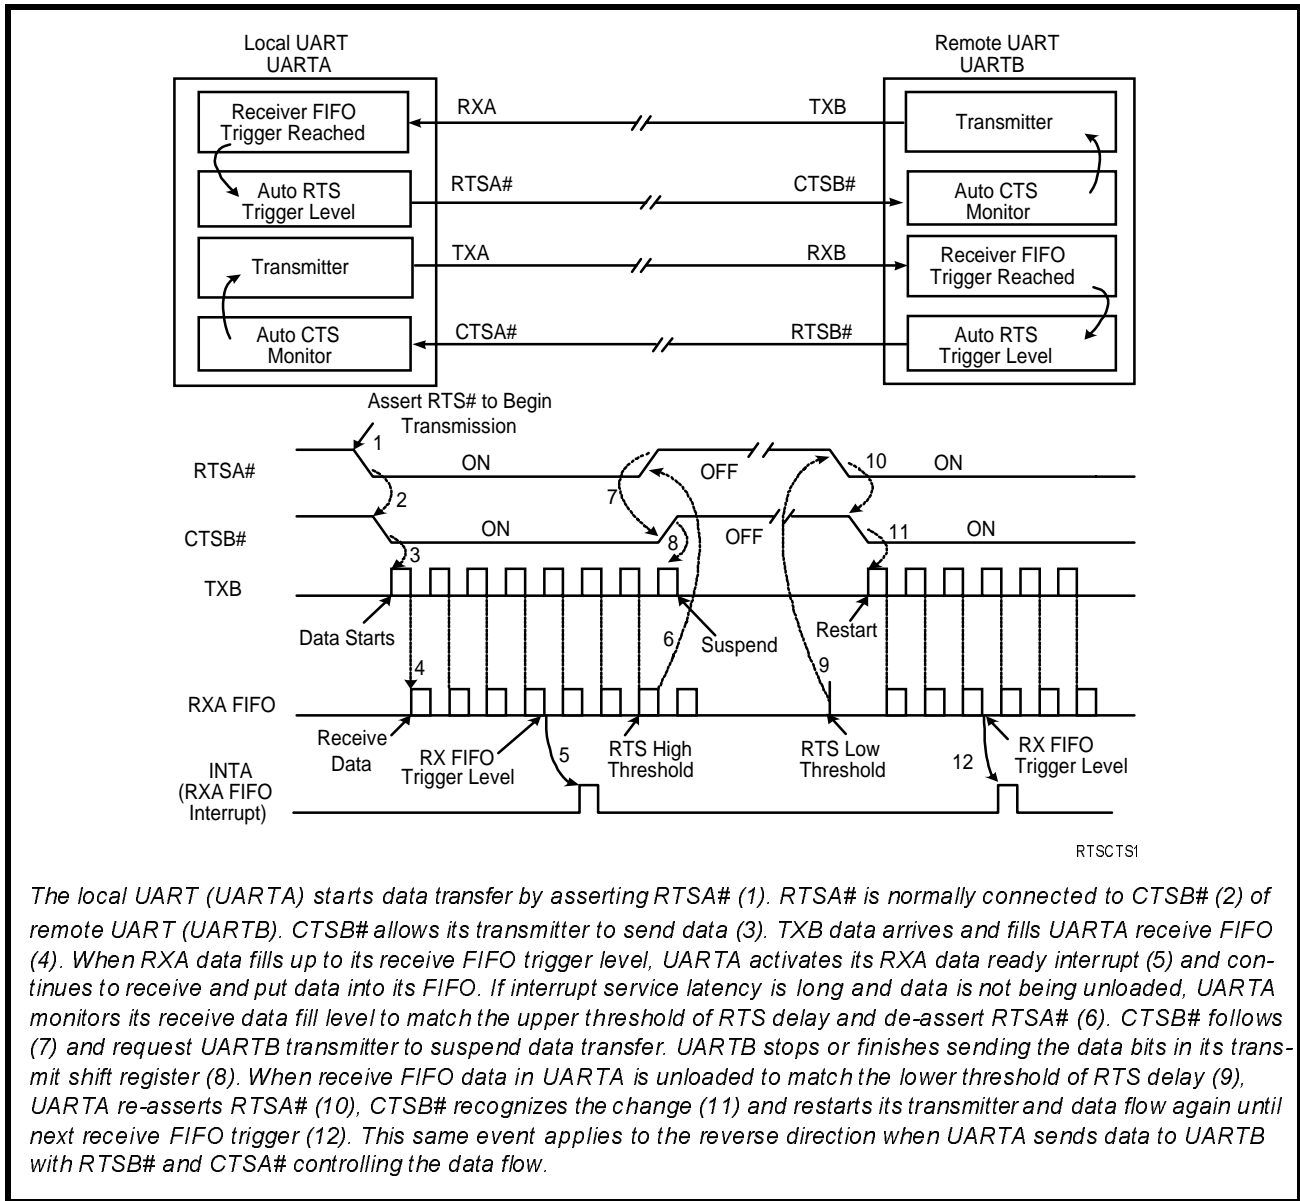 Local UART
UARTA
Remote UART
UARTB
Receiver FIFO
Trigger Reached
RXA
TXB
Transmitter
Auto RTS
Trigger Level
RTSA#
CTSB#
Auto CTS
Monitor
Transmitter
TXA
RXB
Receiver FIFO
Trigger Reached
Auto CTS
Monitor
CTSA#
RTSB#
Auto RTS
Trigger Level
Assert RTS# to Begin
Transmission
1
RTSA#
ON
OFF
10
ON
2
7
CTSB#
ON
8
OFF
11
ON
3
TXB
Data Starts
6
Suspend
Restart
4
9
RXA FIFO
Receive
Data
RX FIFO
Trigger Level
5
RTS High
Threshold
RTS Low
Threshold
12
RX FIFO
Trigger Level
INTA
(RXA FIFO
Interrupt)
RTSCTS1
The local UART (UARTA) starts data transfer by asserting RTSA# (1). RTSA# is normally connected to CTSB# (2) of
remote UART (UARTB). CTSB# allows its transmitter to send data (3). TXB data arrives and fills UARTA receive FIFO
(4). When RXA data fills up to its receive FIFO trigger level, UARTA activates its RXA data ready interrupt (5) and con-
tinues to receive and put data into its FIFO. If interrupt service latency is long and data is not being unloaded, UARTA
monitors its receive data fill level to match the upper threshold of RTS delay and de-assert RTSA# (6). CTSB# follows
(7) and request UARTB transmitter to suspend data transfer. UARTB stops or finishes sending the data bits in its trans-
mit shift register (8). When receive FIFO data in UARTA is unloaded to match the lower threshold of RTS delay (9),
UARTA re-asserts RTSA# (10), CTSB# recognizes the change (11) and restarts its transmitter and data flow again until
next receive FIFO trigger (12). This same event applies to the reverse direction when UARTA sends data to UARTB
with RTSB# and CTSA# controlling the data flow.